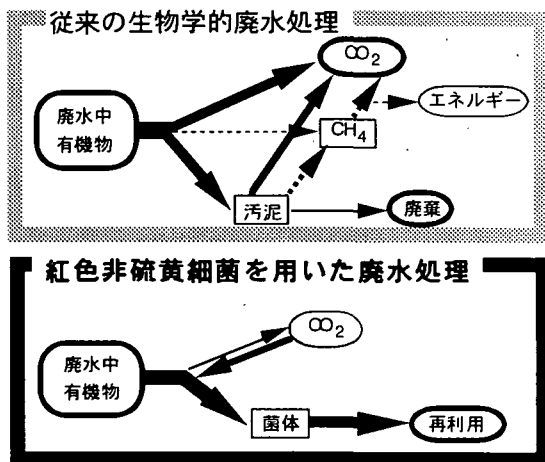 従来の生物学的廃水処理
CO2
エネルギー
廃水中
有機物
CH4
汚泥
廃棄
紅色非硫黄細菌を用いた廃水処理
CO2
廃水中
有機物
菌体
再利用